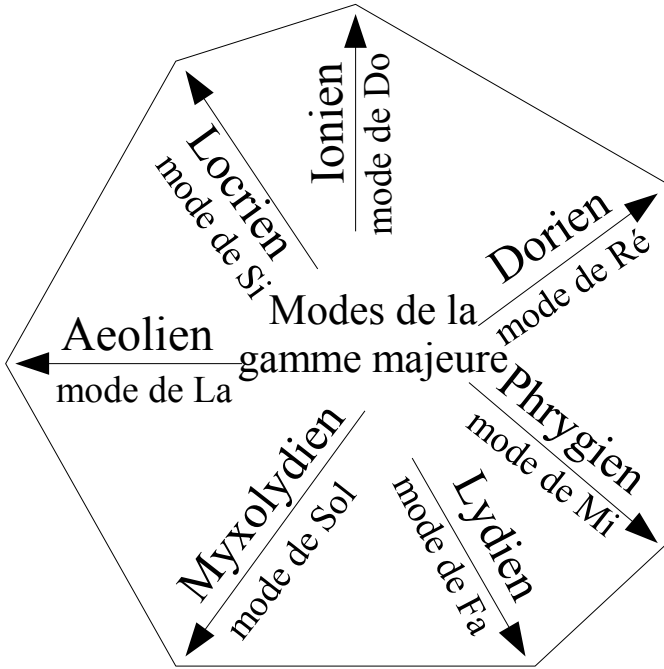 Modes de la
gamme majeure
Ionien
mode de Do
Dorien
mode de Ré
Phrygien
mode de Mi
Lydien
mode de Fa
Myxolydien
mode de Sol
Aeolien
mode de La
Locrien
mode de Si